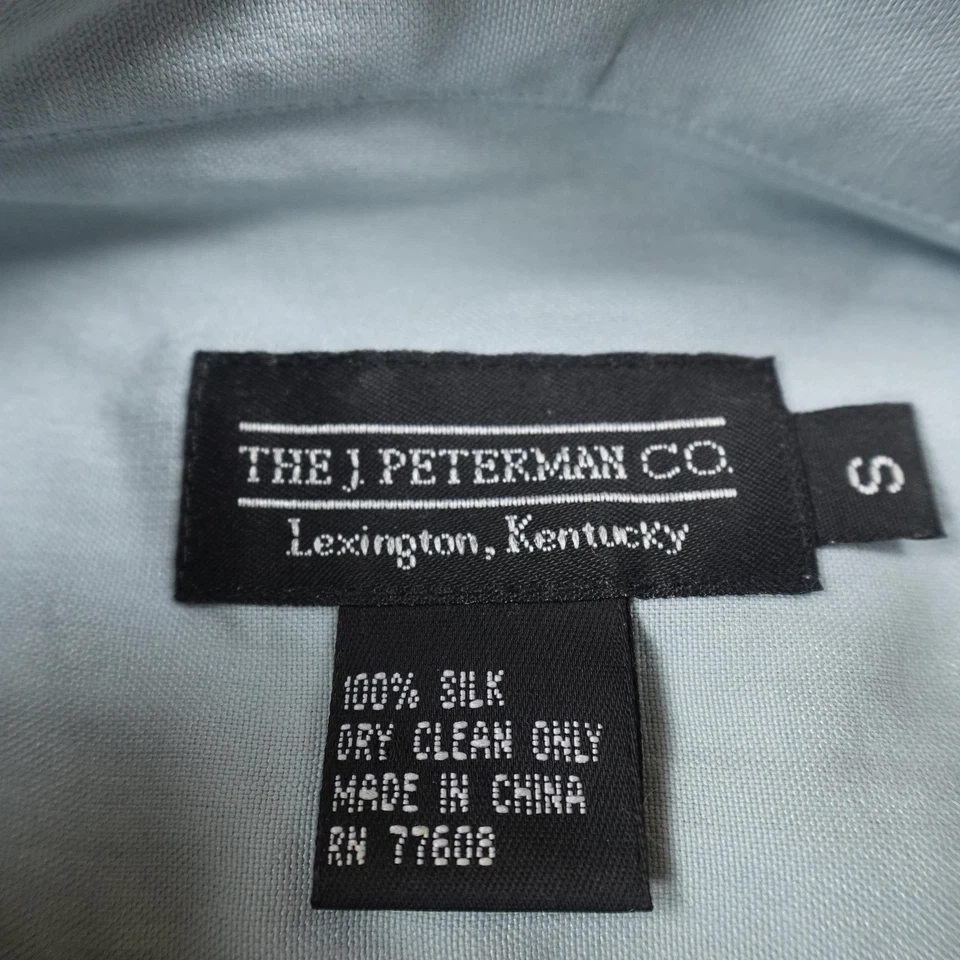 THE J. PETERMAN CO.
Lexington, Kentucky
S
100% SILK
DRY CLEAN ONLY
MADE IN CHINA
RN 77608